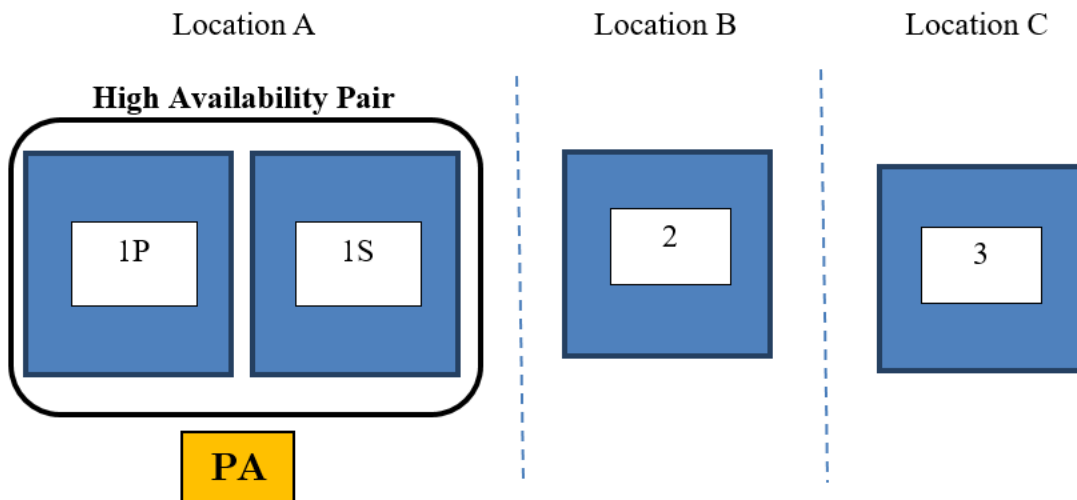 Location A
Location B
Location C
High Availability Pair
1P
1S
2
3
PA